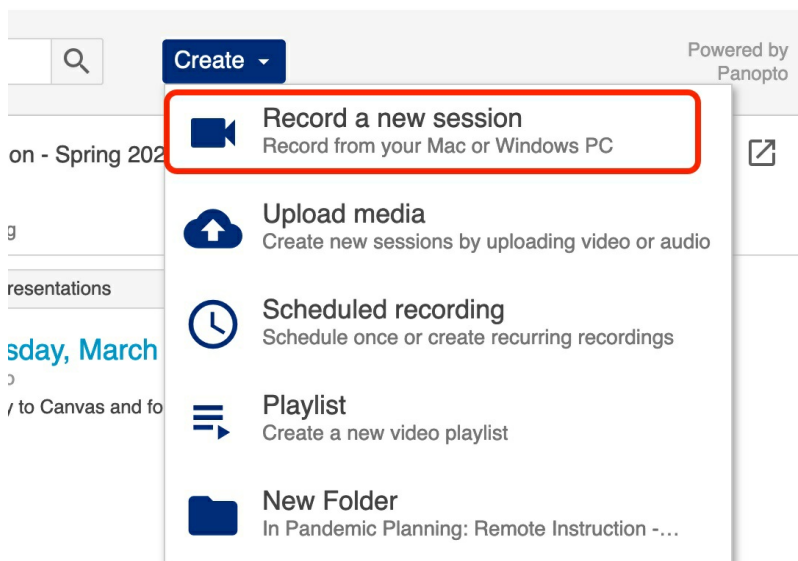 Create
Powered by
Panopto
Record a new session
Record from your Mac or Windows PC
on - Spring 202
Upload media
Create new sessions by uploading video or audio
g
resentations
Scheduled recording
Schedule once or create recurring recordings
sday, March
o
y to Canvas and fo
Playlist
Create a new video playlist
New Folder
In Pandemic Planning: Remote Instruction -...